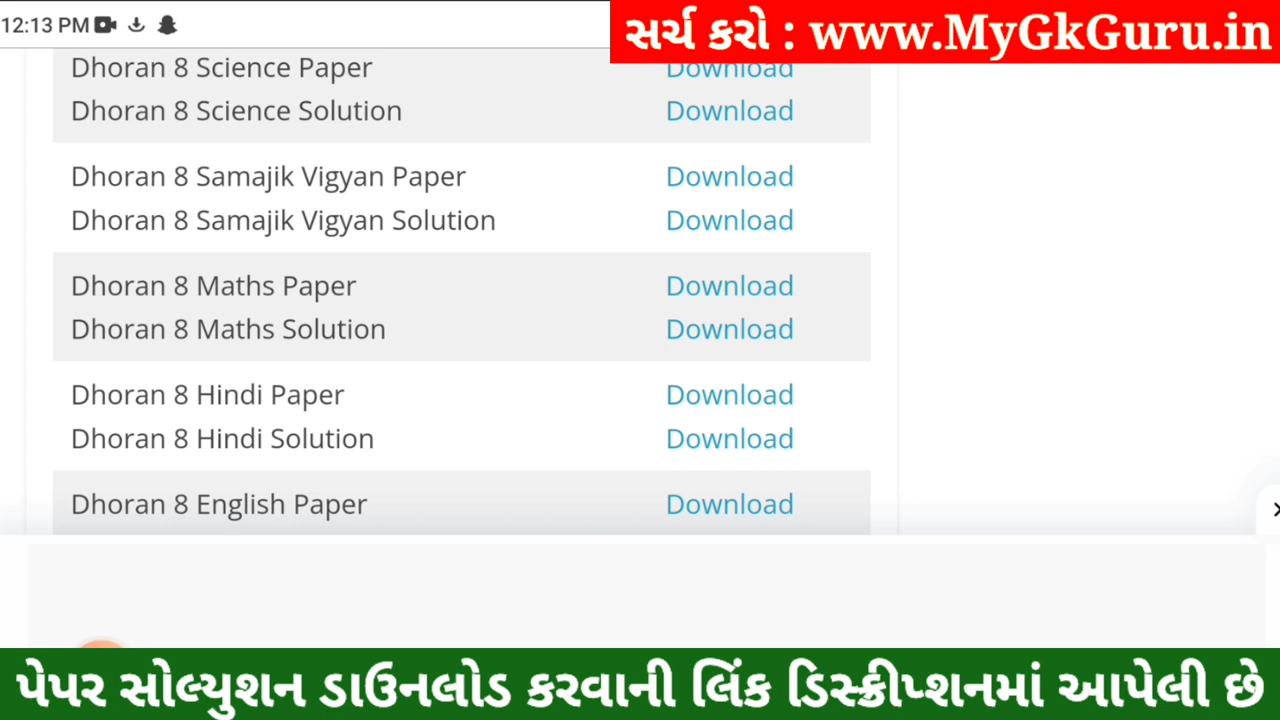 12:13 PM
સર્ચ કરો : www.MyGkGuru.in
Dhoran 8 Science Paper Download
Dhoran 8 Science Solution Download
Dhoran 8 Samajik Vigyan Paper Download
Dhoran 8 Samajik Vigyan Solution Download
Dhoran 8 Maths Paper Download
Dhoran 8 Maths Solution Download
Dhoran 8 Hindi Paper Download
Dhoran 8 Hindi Solution Download
Dhoran 8 English Paper Download
પેપર સોલ્યુશન ડાઉનલોડ કરવાની લિંક ડિસ્ક્રીપ્શનમાં આપેલી છે